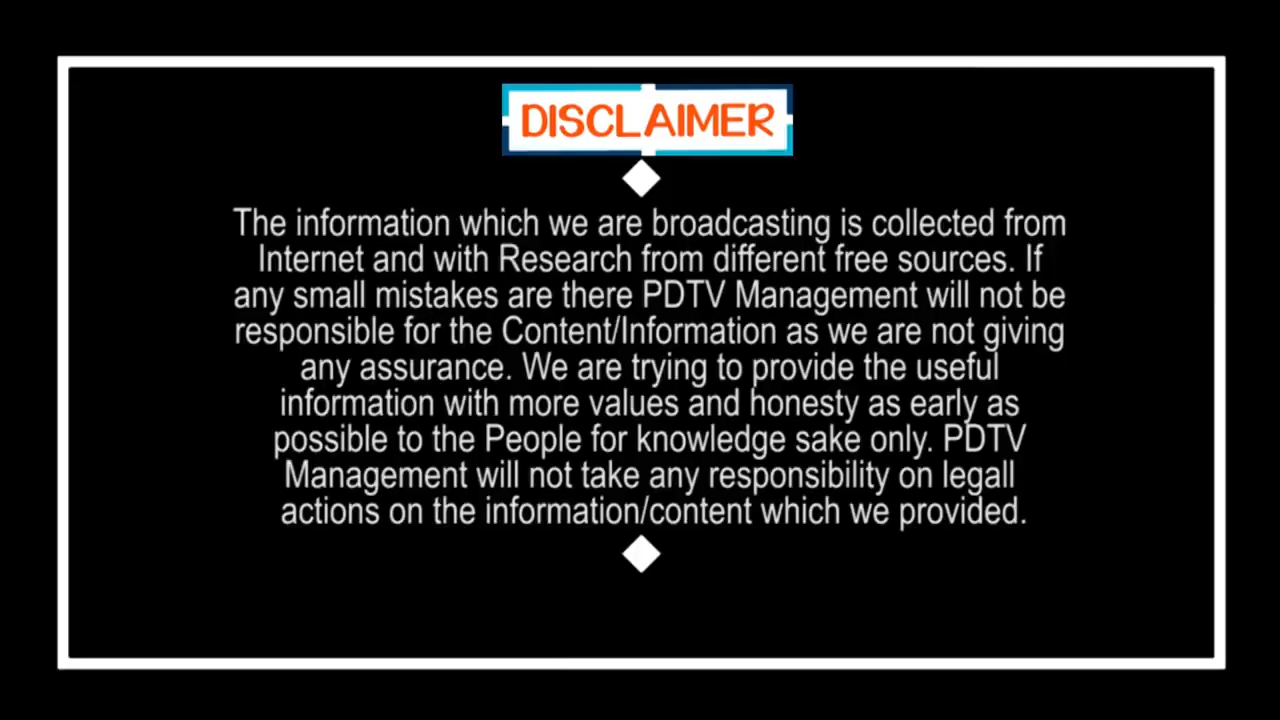 DISCLAIMER
The information which we are broadcasting is collected from
Internet and with Research from different free sources. If
any small mistakes are there PDTV Management will not be
responsible for the Content/Information as we are not giving
any assurance. We are trying to provide the useful
information with more values and honesty as early as
possible to the People for knowledge sake only. PDTV
Management will not take any responsibility on legall
actions on the information/content which we provided.